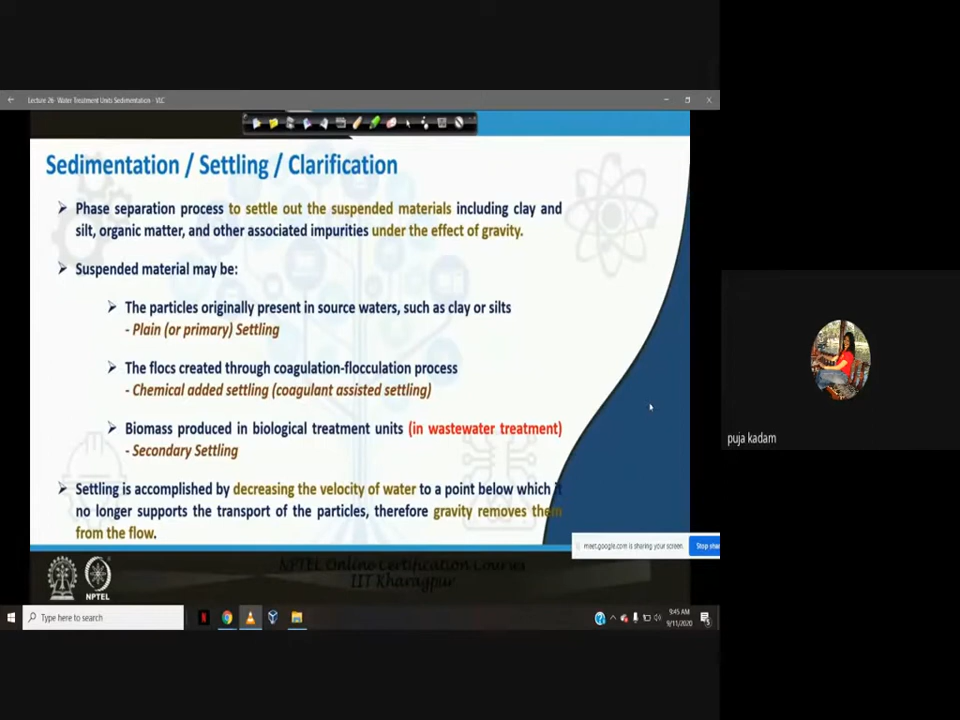 Lecture 26- Water Treatment Units Sedimentation - VLC
Sedimentation / Settling / Clarification
Phase separation process to settle out the suspended materials including clay and
silt, organic matter, and other associated impurities under the effect of gravity.
Suspended material may be:
The particles originally present in source waters, such as clay or silts
- Plain (or primary) Settling
The flocs created through coagulation-flocculation process
- Chemical added settling (coagulant assisted settling)
Biomass produced in biological treatment units (in wastewater treatment)
- Secondary Settling
puja kadam
Settling is accomplished by decreasing the velocity of water to a point below which it
no longer supports the transport of the particles, therefore gravity removes them
from the flow.
meet.google.com is sharing your screen.
Stop sha
NPTEL Online Certification Courses
IIT Kharagpur
NPTEL
Type here to search
9:45 AM
9/11/2020